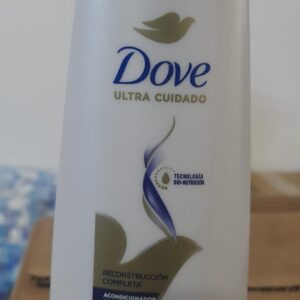 Dove
ULTRA CUIDADO
TECNOLOGÍA
BIO-NUTRICIÓN
RECONSTRUCCIÓN
COMPLETA
ACONDICIONADOR